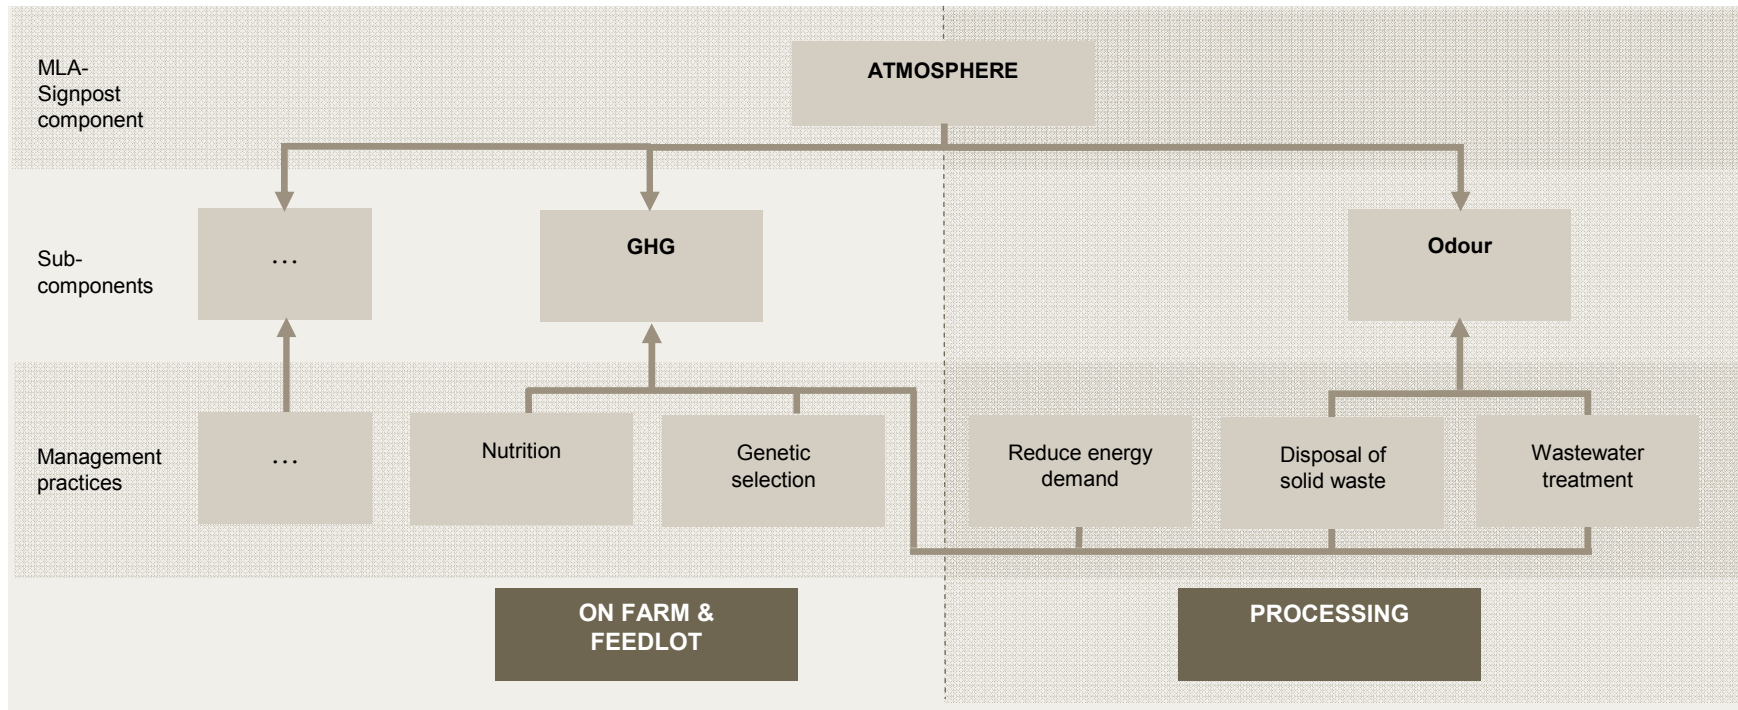 MLA-
Signpost
component
ATMOSPHERE
Sub-
components
…
GHG
Odour
Management
practices
…
Nutrition
Genetic
selection
Reduce energy
demand
Disposal of
solid waste
Wastewater
treatment
ON FARM &
FEEDLOT
PROCESSING